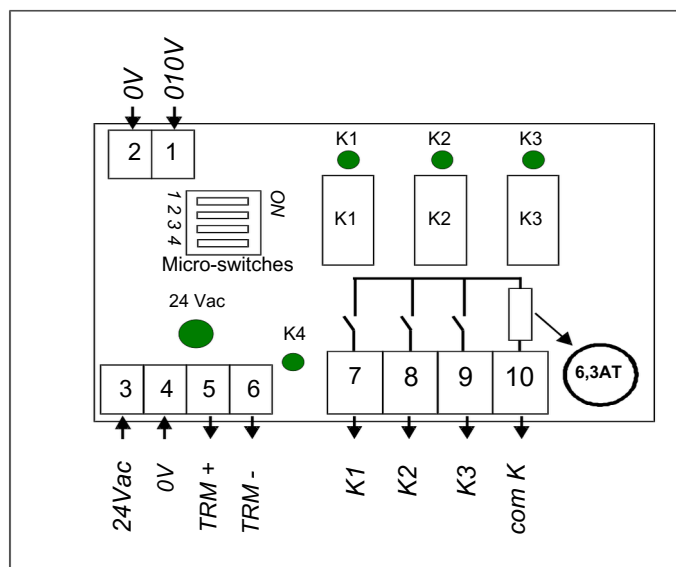 0V
010V
2
1
K1
K2
K3
1
2
3
4
ON
K1
K2
K3
Micro-switches
24 Vac
K4
6,3AT
3
4
5
6
7
8
9
10
24Vac
0V
TRM +
TRM -
K1
K2
K3
com K